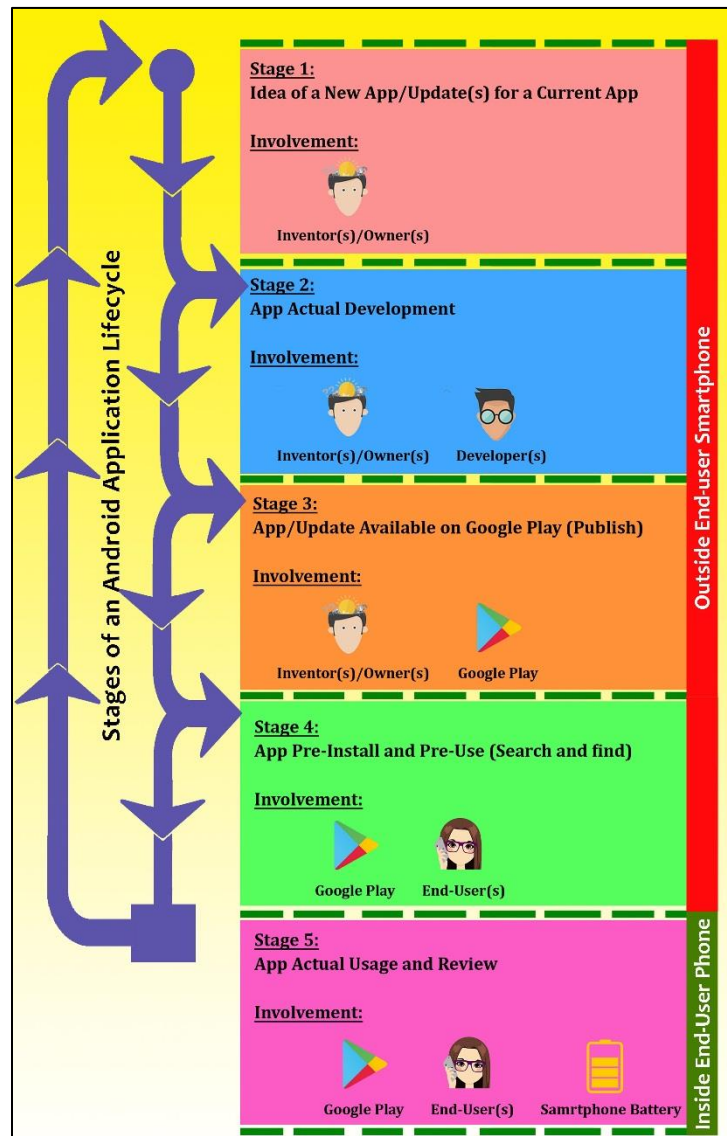 Stages of an Android Application Lifecycle
Stage 1:
Idea of a New App/Update(s) for a Current App
Involvement:
Inventor(s)/Owner(s)
Stage 2:
App Actual Development
Involvement:
Inventor(s)/Owner(s) Developer(s)
Stage 3:
App/Update Available on Google Play (Publish)
Involvement:
Inventor(s)/Owner(s) Google Play
Stage 4:
App Pre-Install and Pre-Use (Search and find)
Involvement:
Google Play End-User(s)
Stage 5:
App Actual Usage and Review
Involvement:
Google Play End-User(s) Samrtphone Battery
Outside End-user Smartphone
Inside End-User Phone